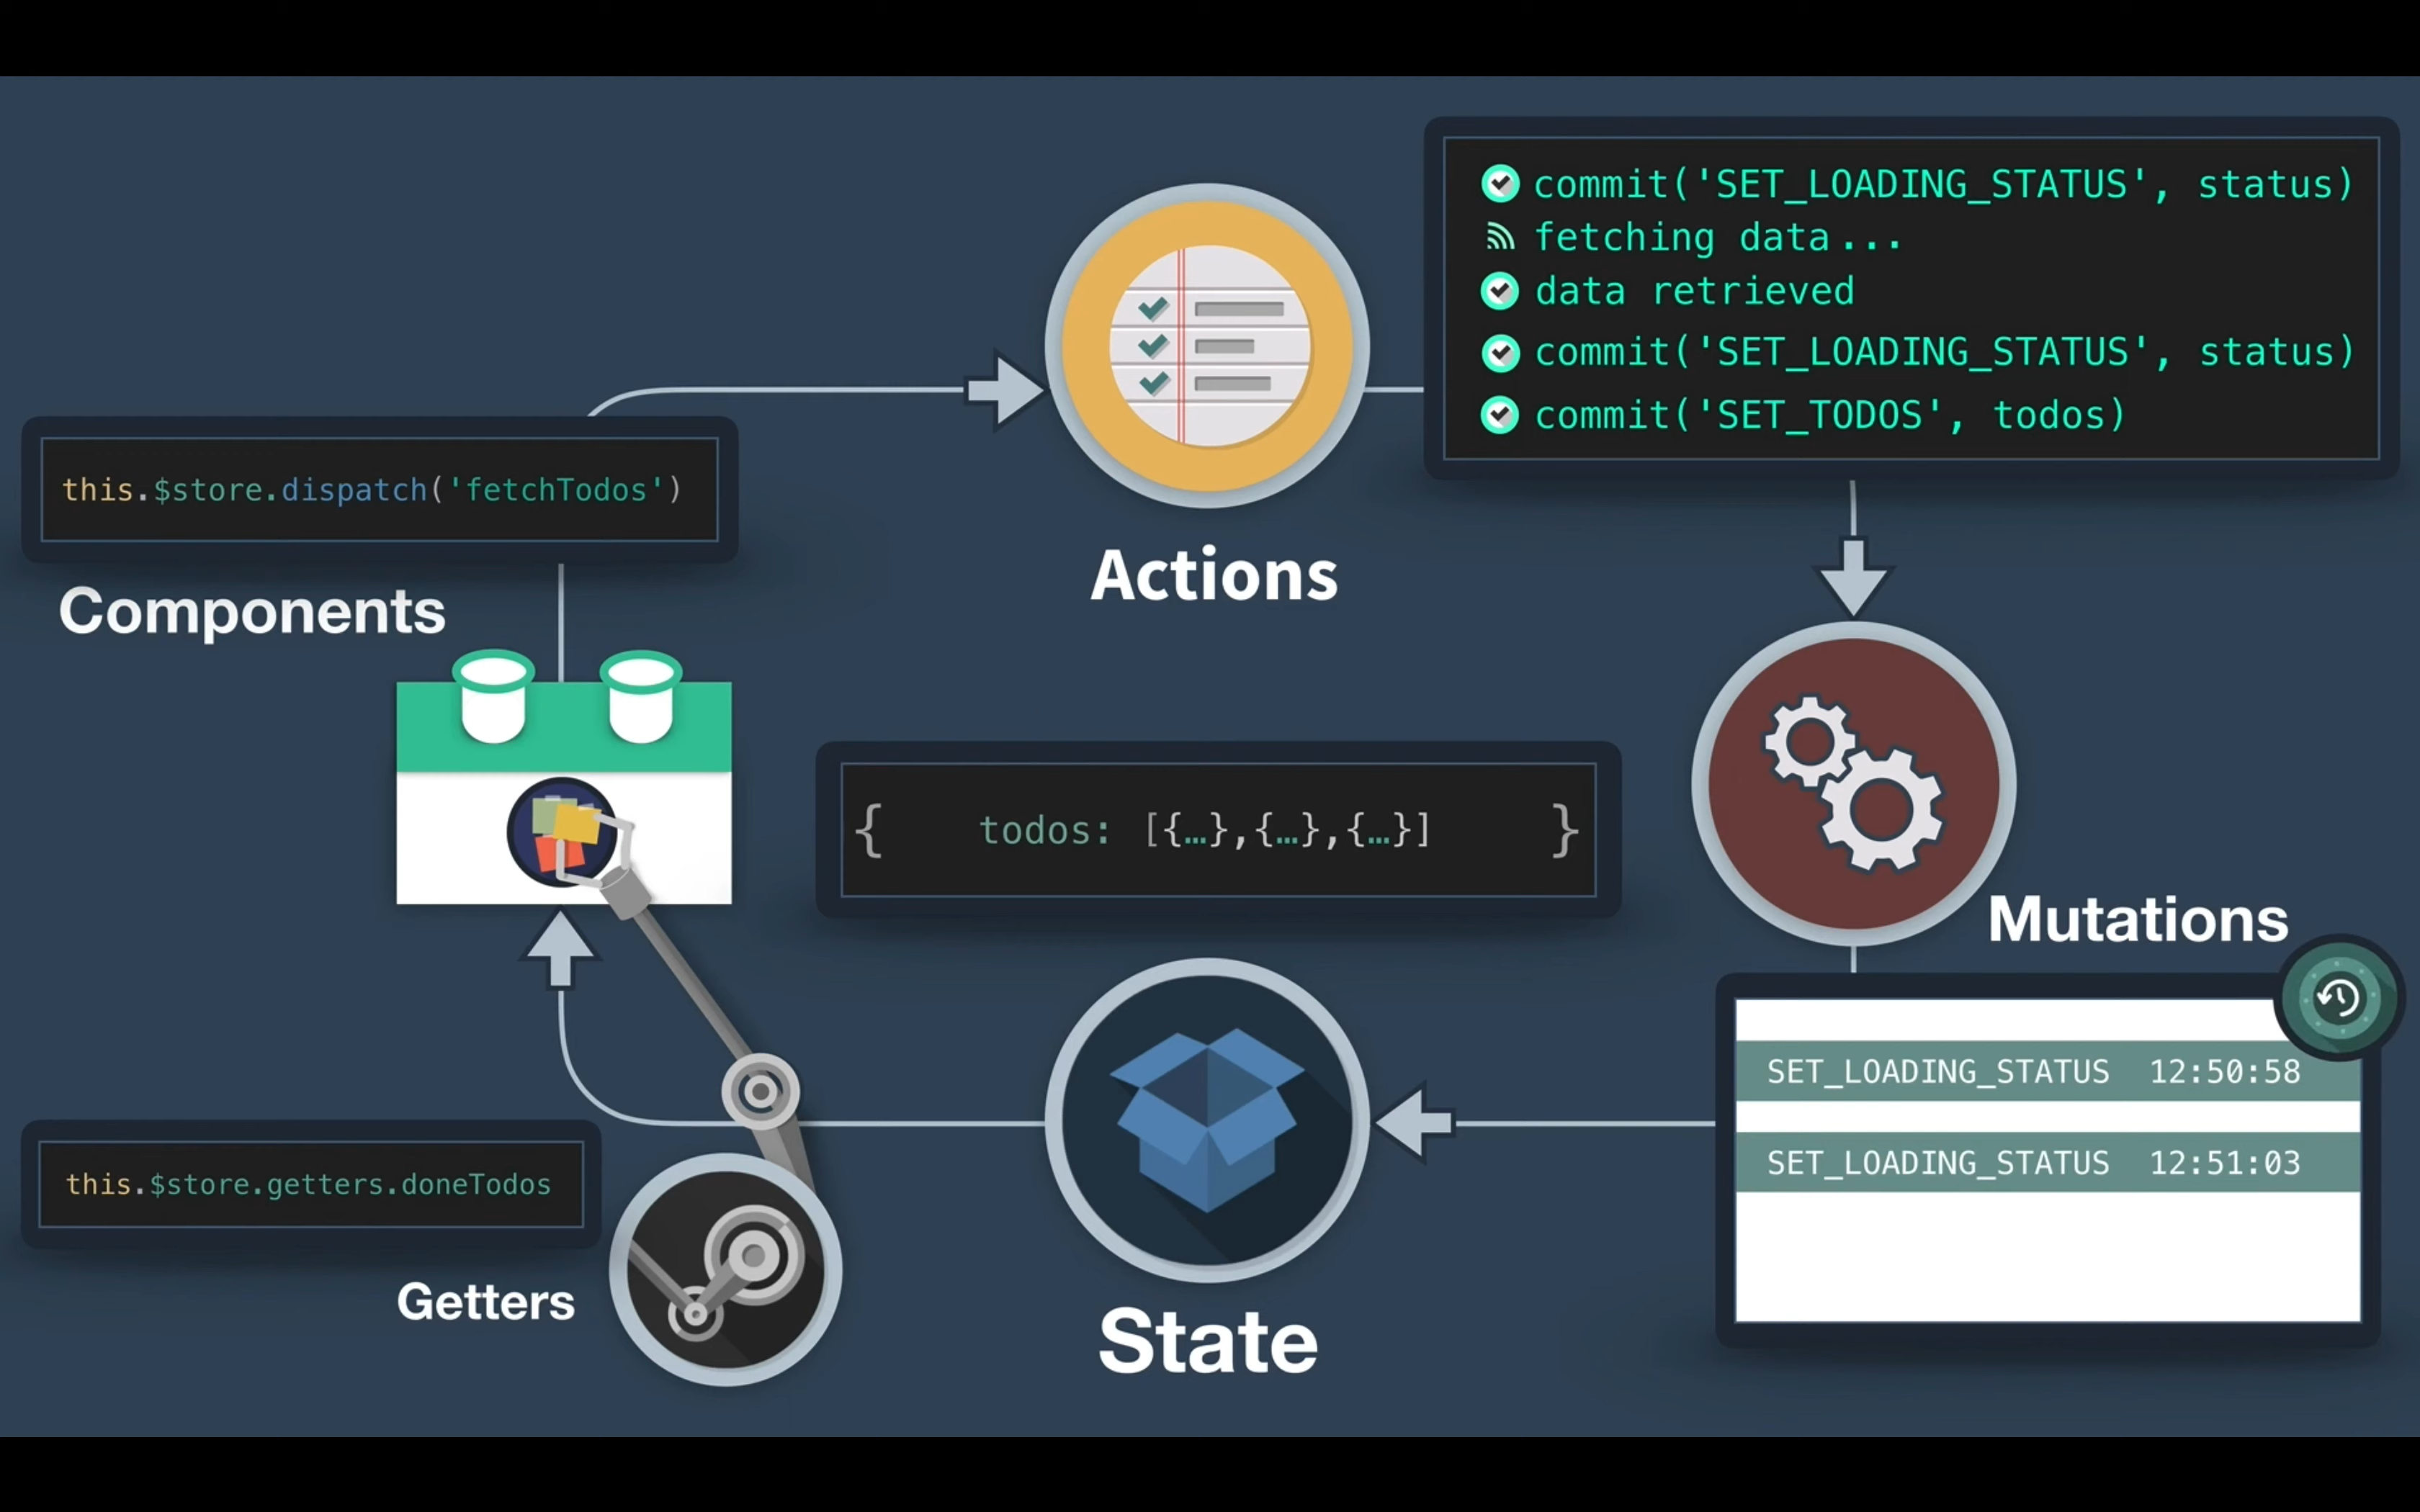 commit('SET_LOADING_STATUS', status)
fetching data...
data retrieved
commit('SET_LOADING_STATUS', status)
commit('SET_TODOS', todos)
this.$store.dispatch('fetchTodos')
Actions
Components
{ todos: [{…},{…},{…}] }
Mutations
SET_LOADING_STATUS 12:50:58
SET_LOADING_STATUS 12:51:03
this.$store.getters.doneTodos
Getters
State